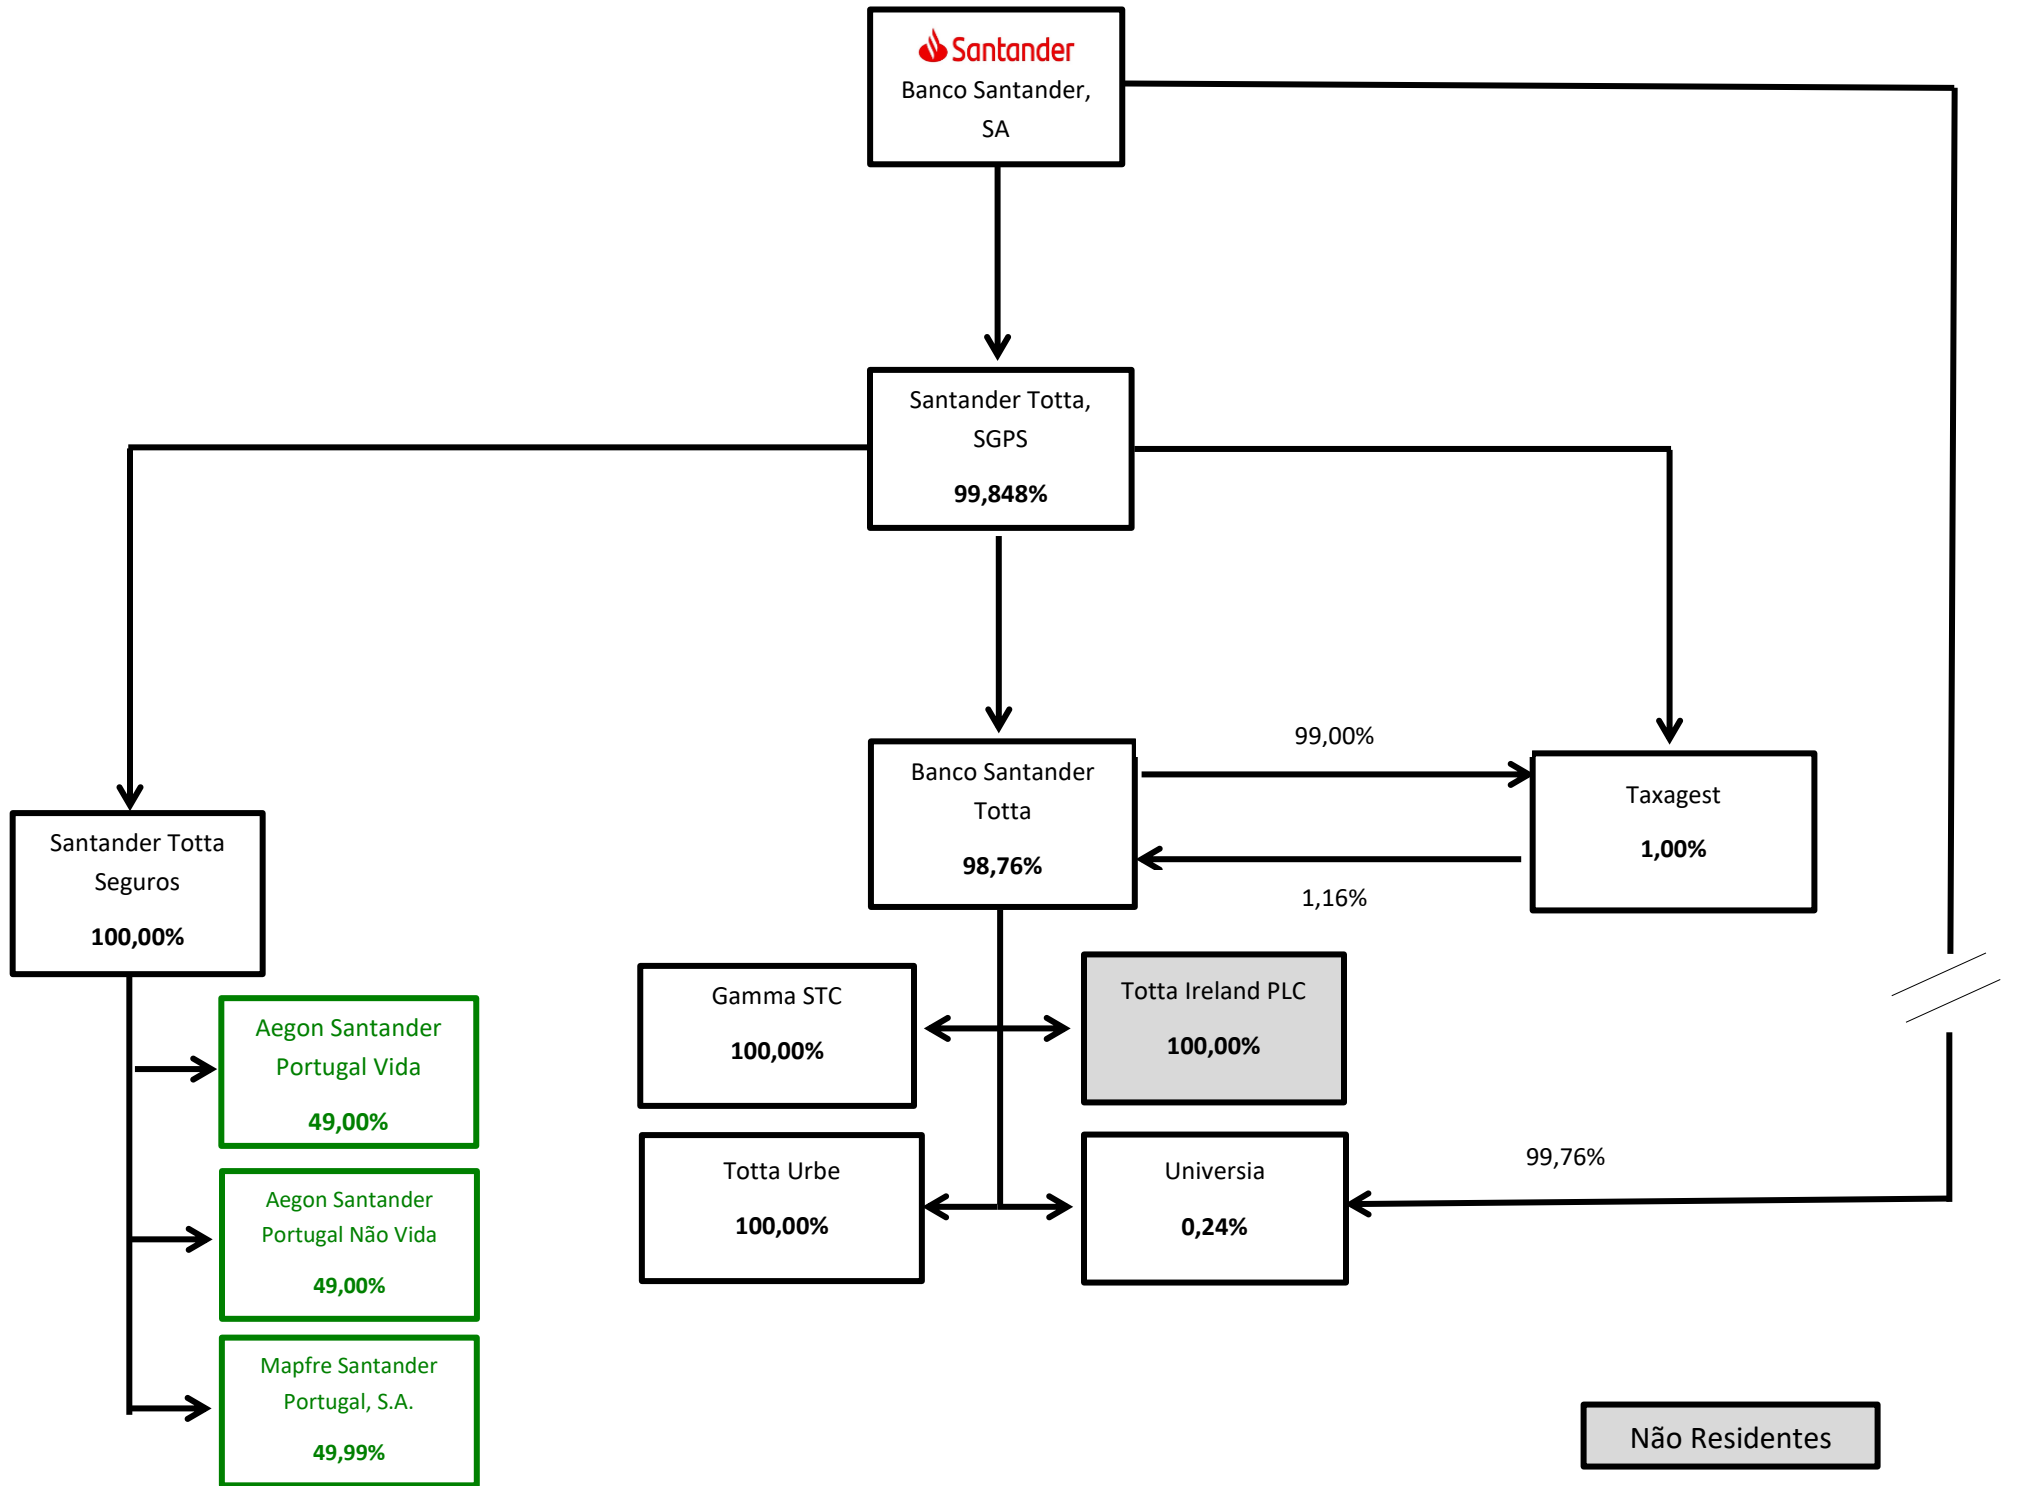 Santander
Banco Santander,
SA
Santander Totta,
SGPS
99,848%
99,00%
Banco Santander
Totta
98,76%
Taxagest
1,00%
1,16%
Santander Totta
Seguros
100,00%
Gamma STC
100,00%
Totta Ireland PLC
100,00%
Aegon Santander
Portugal Vida
49,00%
Totta Urbe
100,00%
Universia
0,24%
99,76%
Aegon Santander
Portugal Não Vida
49,00%
Mapfre Santander
Portugal, S.A.
49,99%
Não Residentes